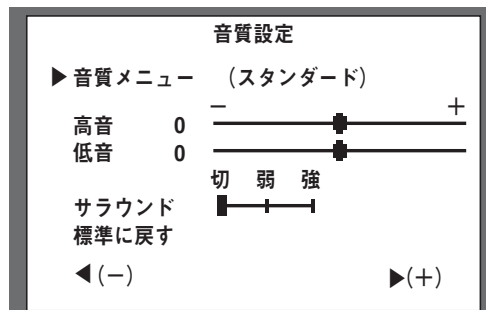 音質設定
▶音質メニュー （スタンダード）
－ ＋
高音 0
低音 0
切 弱 強
サラウンド
標準に戻す
◀(－) ▶(＋)